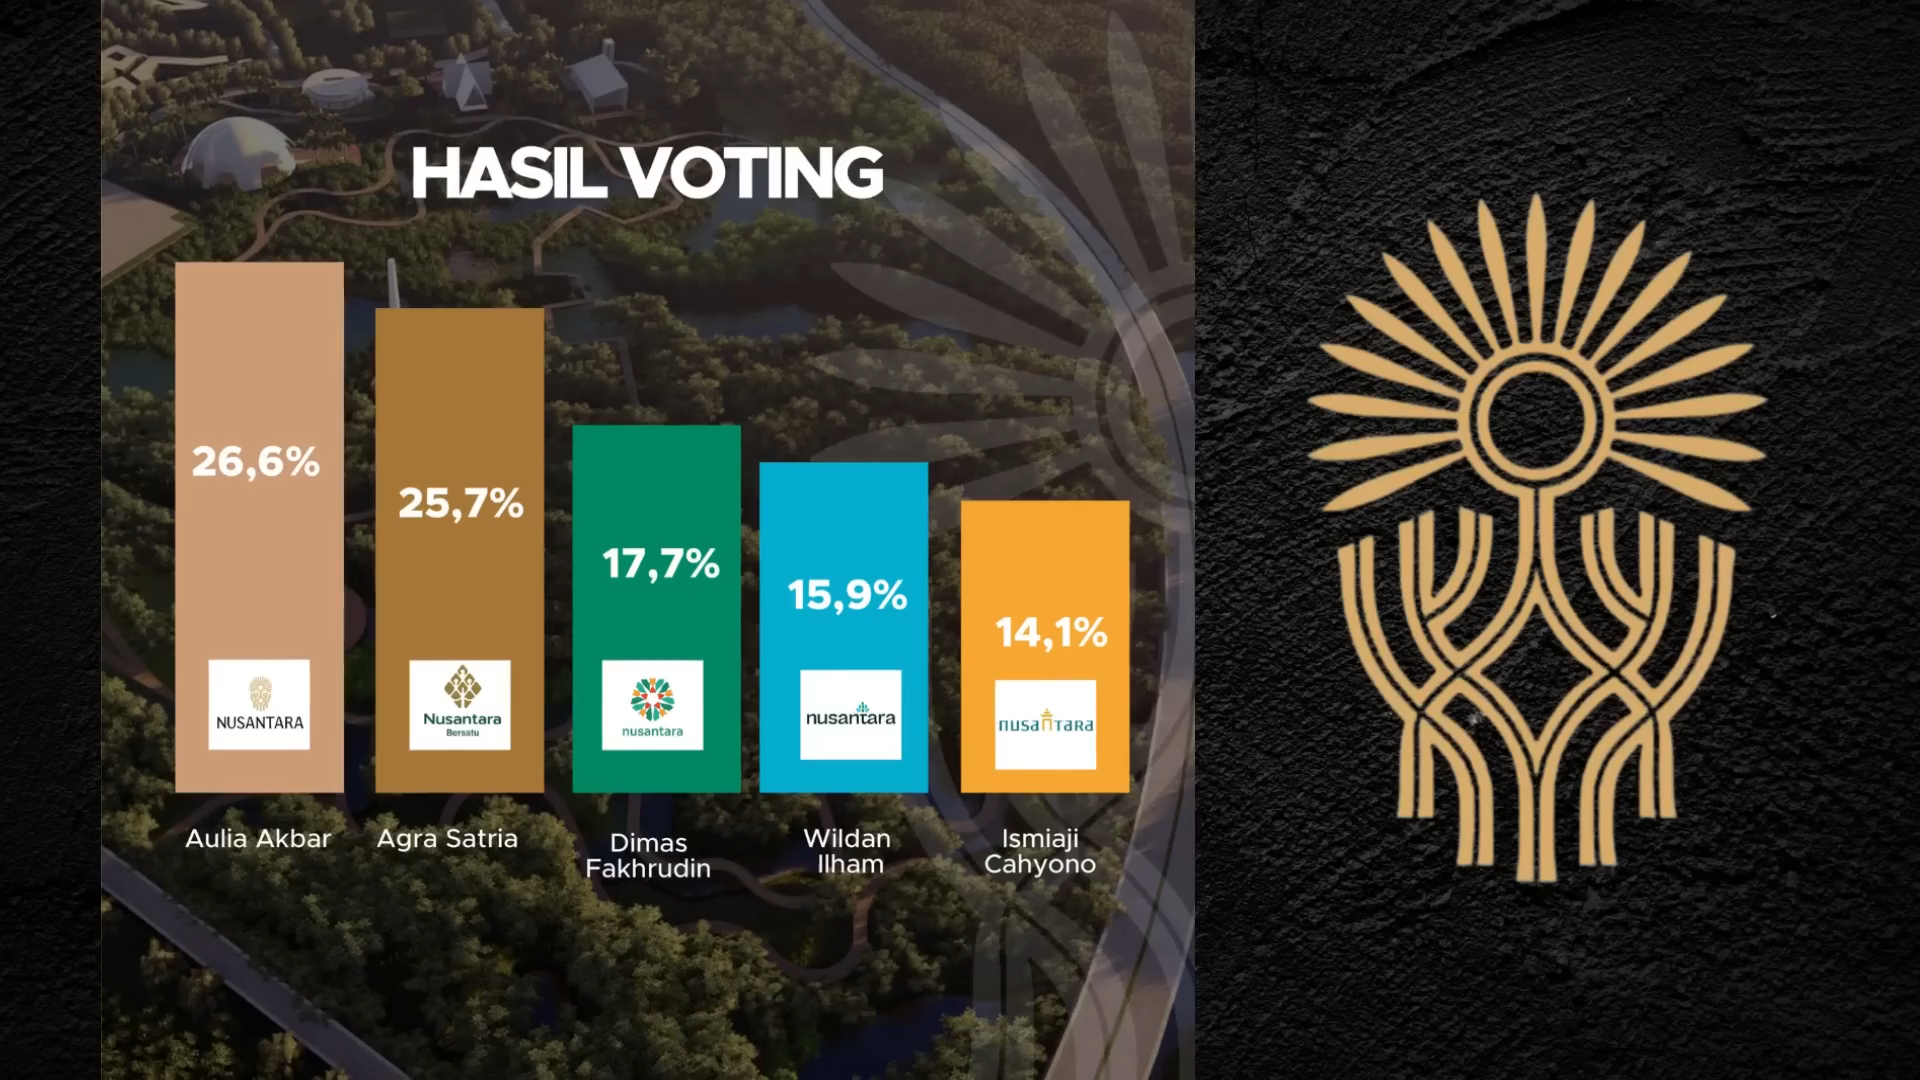 HASIL VOTING
26,6%
25,7%
17,7%
15,9%
14,1%
NUSANTARA
Nusantara
Bersatu
nusantara
nusantara
nusanTara
Aulia Akbar
Agra Satria
Dimas
Fakhrudin
Wildan
Ilham
Ismiaji
Cahyono